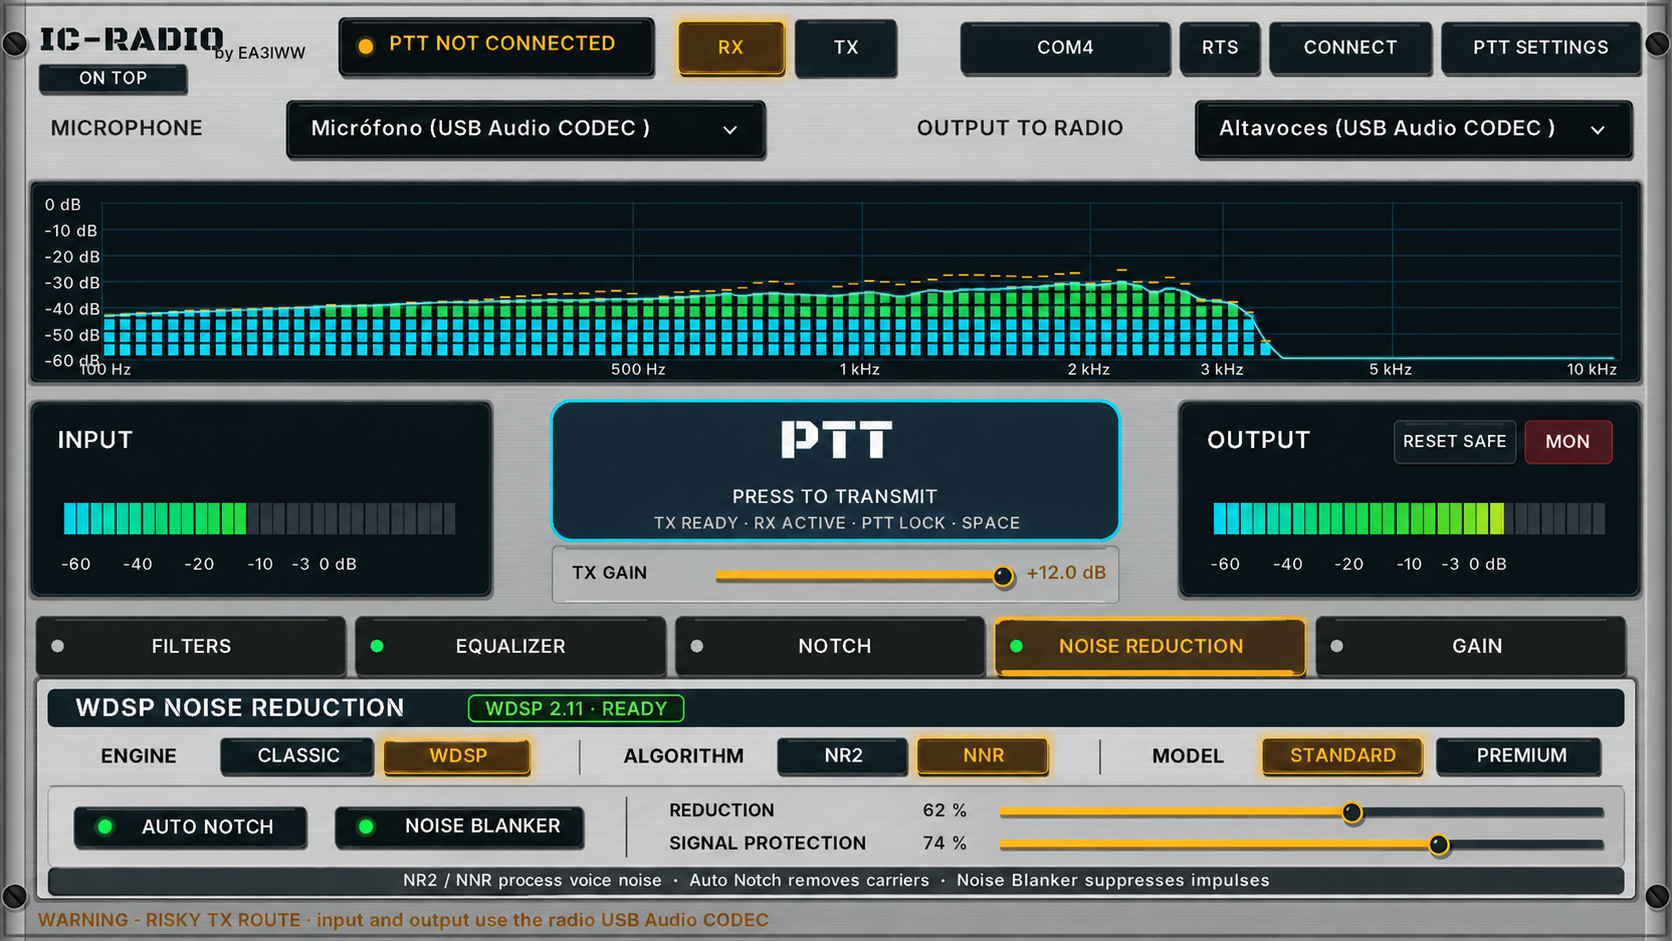 IC-RADIO
by EA3IWW
ON TOP
PTT NOT CONNECTED
RX
TX
COM4
RTS
CONNECT
PTT SETTINGS
MICROPHONE
Micrófono (USB Audio CODEC )
OUTPUT TO RADIO
Altavoces (USB Audio CODEC )
0 dB
-10 dB
-20 dB
-30 dB
-40 dB
-50 dB
-60 dB
100 Hz
500 Hz
1 kHz
2 kHz
3 kHz
5 kHz
10 kHz
INPUT
-60 -40 -20 -10 -3 0 dB
PTT
PRESS TO TRANSMIT
TX READY · RX ACTIVE · PTT LOCK · SPACE
TX GAIN
+12.0 dB
OUTPUT
RESET SAFE
MON
-60 -40 -20 -10 -3 0 dB
FILTERS
EQUALIZER
NOTCH
NOISE REDUCTION
GAIN
WDSP NOISE REDUCTION
WDSP 2.11 · READY
ENGINE
CLASSIC
WDSP
ALGORITHM
NR2
NNR
MODEL
STANDARD
PREMIUM
AUTO NOTCH
NOISE BLANKER
REDUCTION 62 %
SIGNAL PROTECTION 74 %
NR2 / NNR process voice noise · Auto Notch removes carriers · Noise Blanker suppresses impulses
WARNING - RISKY TX ROUTE · input and output use the radio USB Audio CODEC